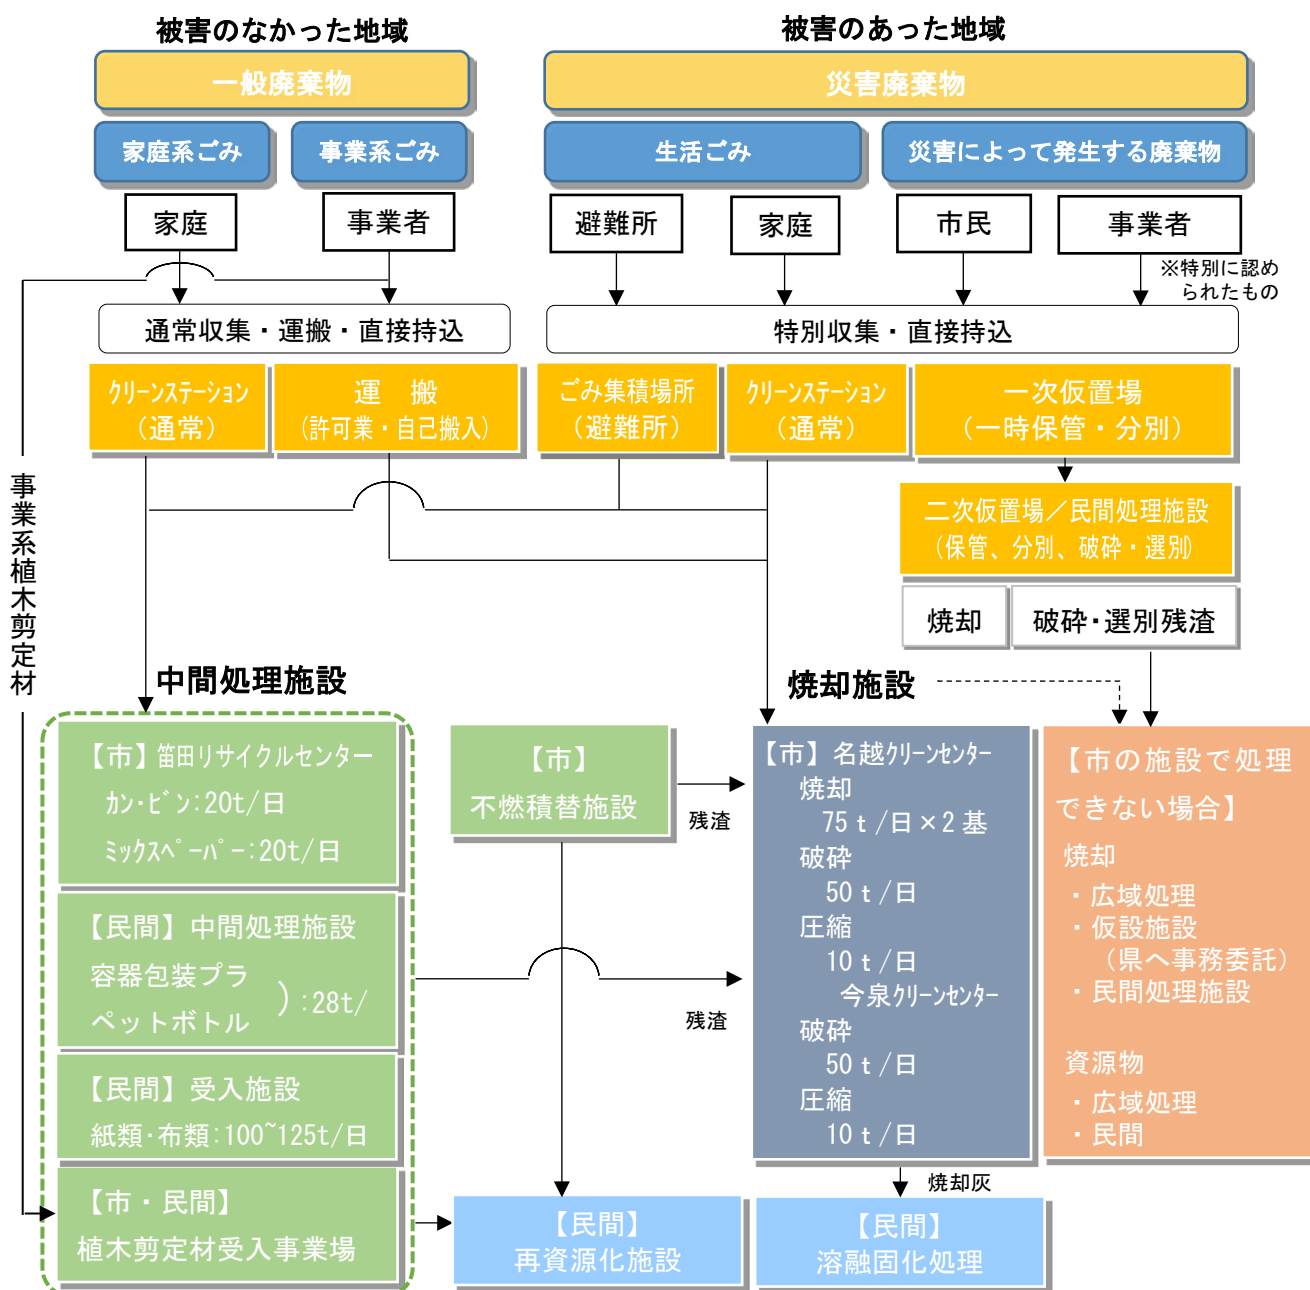 被害のなかった地域
一般廃棄物
家庭系ごみ
事業系ごみ
家庭
事業者
通常収集・運搬・直接持込
クリーンステーション
（通常）
運　搬
（許可業・自己搬入）
被害のあった地域
災害廃棄物
生活ごみ
災害によって発生する廃棄物
避難所
家庭
市民
事業者
※特別に認め
られたもの
特別収集・直接持込
ごみ集積場所
（避難所）
クリーンステーション
（通常）
一次仮置場
（一時保管・分別）
二次仮置場／民間処理施設
（保管、分別、破砕・選別）
焼却
破砕・選別残渣
事業系植木剪定材
中間処理施設
【市】笛田リサイクルセンター
カン・ビン：20t/日
ミックスペーパー：20t/日
【民間】中間処理施設
容器包装プラ
ペットボトル
）：28t/
【民間】受入施設
紙類・布類：100~125t/日
【市・民間】
植木剪定材受入事業場
【市】
不燃積替施設
残渣
残渣
【民間】
再資源化施設
焼却施設
【市】名越クリーンセンター
焼却
75ｔ/日×2基
破砕
50ｔ/日
圧縮
10ｔ/日
今泉クリーンセンター
破砕
50ｔ/日
圧縮
10ｔ/日
焼却灰
【民間】
溶融固化処理
【市の施設で処理
できない場合】
焼却
・広域処理
・仮設施設
（県へ事務委託）
・民間処理施設
資源物
・広域処理
・民間